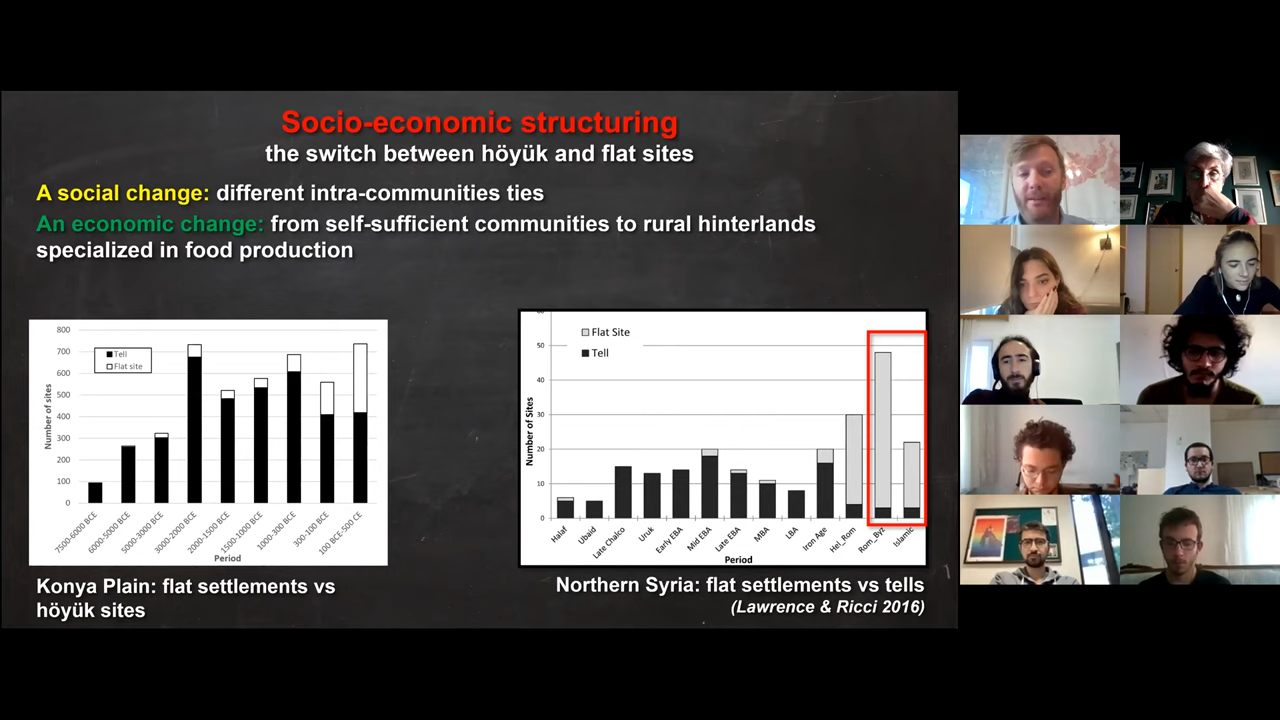 Socio-economic structuring
the switch between höyük and flat sites
A social change: different intra-communities ties
An economic change: from self-sufficient communities to rural hinterlands
specialized in food production
800
700
600
500
400
300
200
100
0
Number of sites
Tell
Flat site
7500-6000 BCE
6000-5000 BCE
5000-3000 BCE
3000-2000 BCE
2000-1500 BCE
1500-1000 BCE
1000-300 BCE
300-100 BCE
100 BCE-500 CE
Period
Konya Plain: flat settlements vs
höyük sites
60
50
40
30
20
10
0
Number of Sites
Flat Site
Tell
Halaf
Ubaid
Late Chalco
Uruk
Early EBA
Mid EBA
Late EBA
MBA
LBA
Iron Age
Hel_Rom
Rom_Byz
Islamic
Period
Northern Syria: flat settlements vs tells
(Lawrence & Ricci 2016)